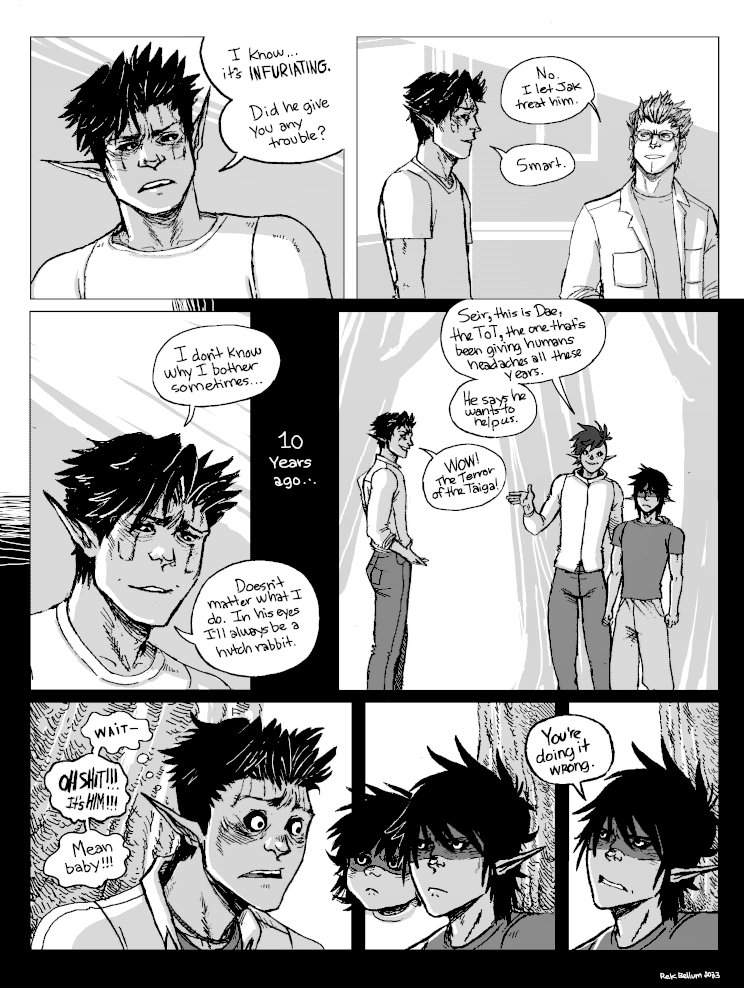 I know...
it's INFURIATING.
Did he give
you any
trouble?
No.
I let Jak
treat him.
Smart.
I don't know
why I bother
sometimes...
10
Years
ago...
Doesn't
matter what I
do. In his eyes
I'll always be a
hutch rabbit.
Seir, this is Dae,
the ToT, the one that's
been giving humans
headaches all these
years.
He says he
wants to
help us.
WOW!
The Terror
of the Taiga!
WAIT-
OH SHIT!!!
It's HIM!!!
Mean
baby!!!
You're
doing it
wrong.
Rek.Bellum 2023